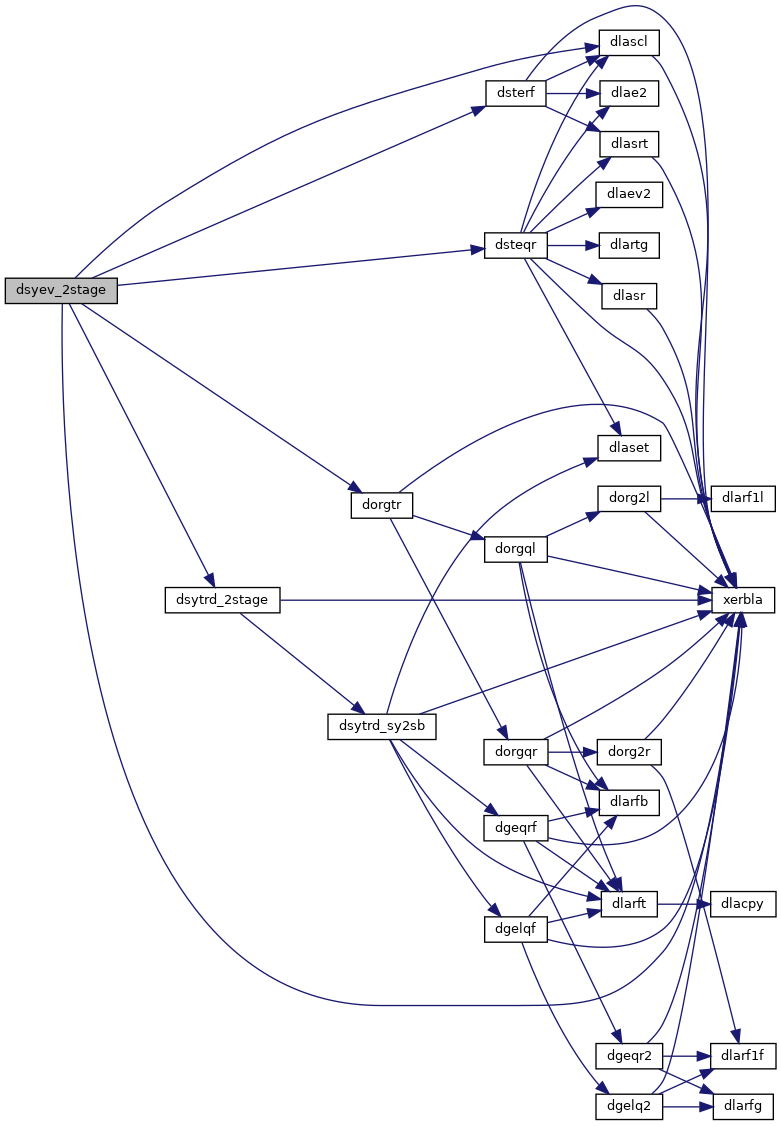 dlascl
dsterf
dlae2
dlasrt
dlaev2
dsteqr
dlartg
dsyev_2stage
dlasr
dlaset
dorgtr
dorg2l
dlarf1l
dorgql
dsytrd_2stage
xerbla
dsytrd_sy2sb
dorgqr
dorg2r
dlarfb
dgeqrf
dlarft
dlacpy
dgelqf
dgeqr2
dlarf1f
dgelq2
dlarfg